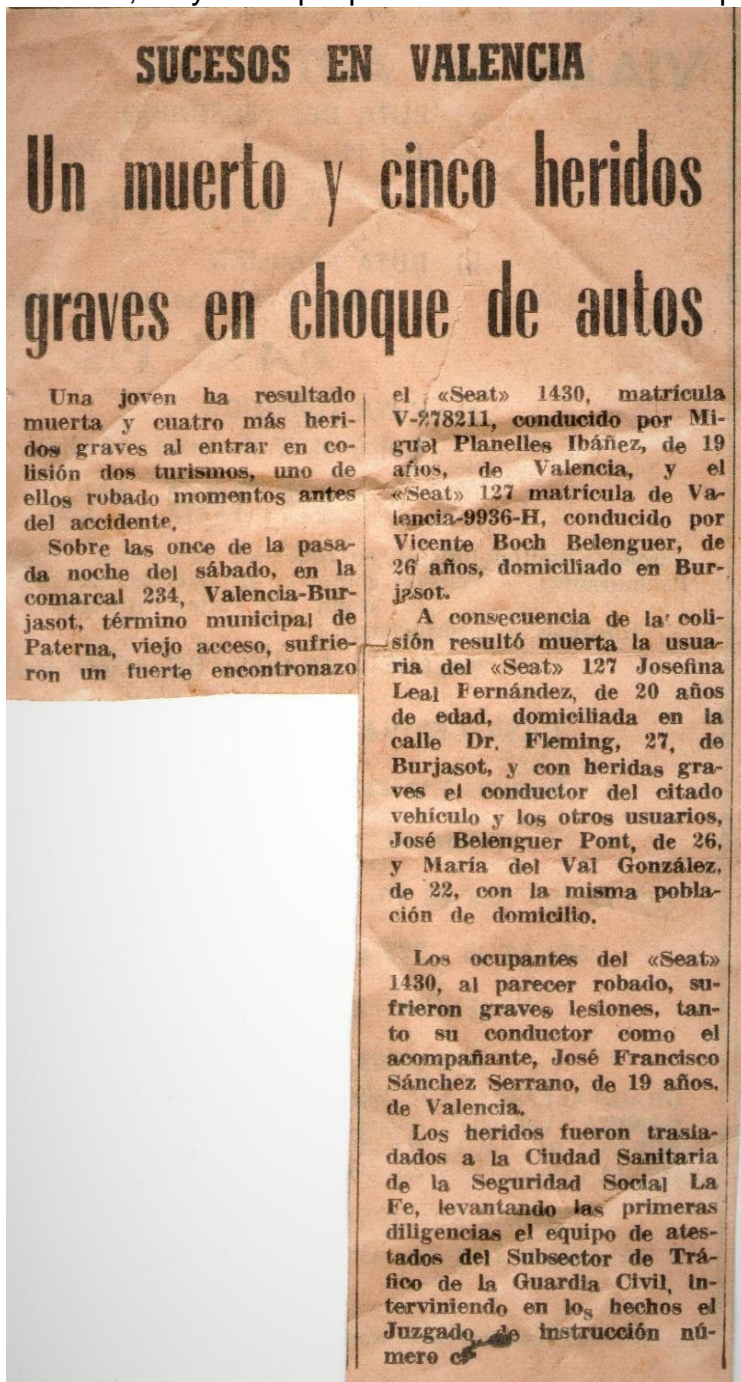 SUCESOS EN VALENCIA
Un muerto y cinco heridos
graves en choque de autos
Una joven ha resultado
muerta y cuatro más heri-
dos graves al entrar en co-
lisión dos turismos, uno de
ellos robado momentos antes
del accidente.
Sobre las once de la pasa-
da noche del sábado, en la
comarcal 234, Valencia-Bur-
jasot, término municipal de
Paterna, viejo acceso, sufrie-
ron un fuerte encontronazo
el «Seat» 1430, matrícula
V-278211, conducido por Mi-
guel Planelles Ibáñez, de 19
años, de Valencia, y el
«Seat» 127 matrícula de Va-
lencia-9936-H, conducido por
Vicente Boch Belenguer, de
26 años, domiciliado en Bur-
jasot.
A consecuencia de la coli-
sión resultó muerta la usua-
ria del «Seat» 127 Josefina
Leal Fernández, de 20 años
de edad, domiciliada en la
calle Dr. Fleming, 27, de
Burjasot, y con heridas gra-
ves el conductor del citado
vehículo y los otros usuarios,
José Belenguer Pont, de 26,
y María del Val González,
de 22, con la misma pobla-
ción de domicilio.
Los ocupantes del «Seat»
1430, al parecer robado, su-
frieron graves lesiones, tan-
to su conductor como el
acompañante, José Francisco
Sánchez Serrano, de 19 años,
de Valencia.
Los heridos fueron trasla-
dados a la Ciudad Sanitaria
de la Seguridad Social La
Fe, levantando las primeras
diligencias el equipo de ates-
tados del Subsector de Trá-
fico de la Guardia Civil, in-
terviniendo en los hechos el
Juzgado de instrucción nú-
mero